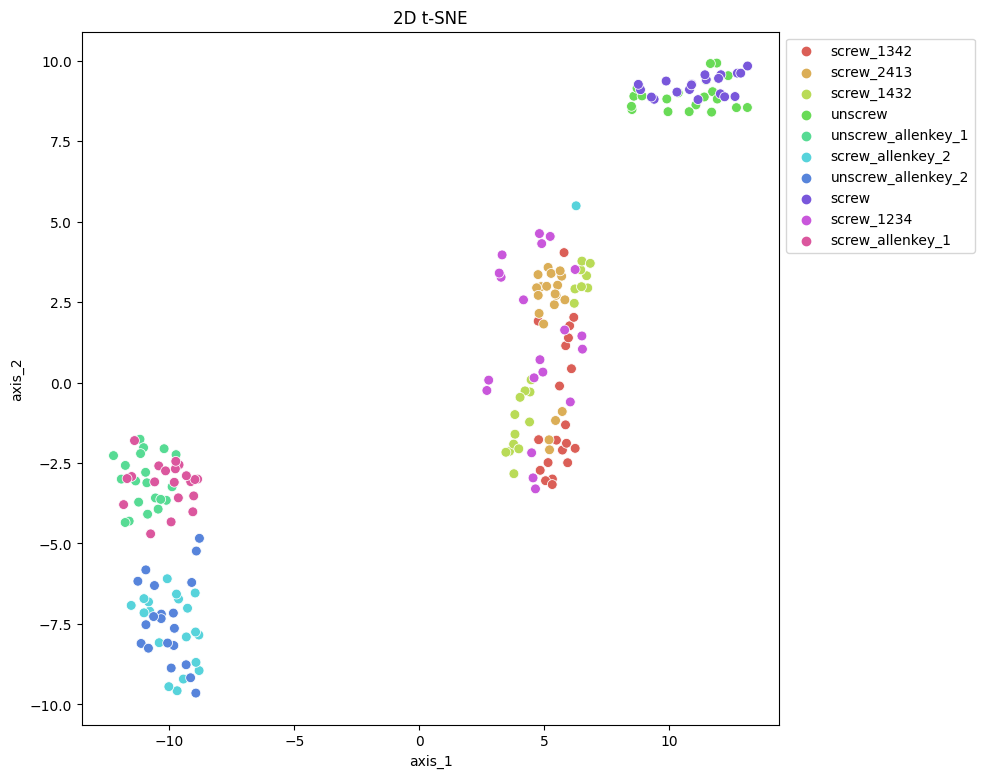 2D t-SNE
screw_1342
screw_2413
screw_1432
unscrew
unscrew_allenkey_1
screw_allenkey_2
unscrew_allenkey_2
screw
screw_1234
screw_allenkey_1
axis_2
10.0
7.5
5.0
2.5
0.0
−2.5
−5.0
−7.5
−10.0
−10
−5
0
5
10
axis_1